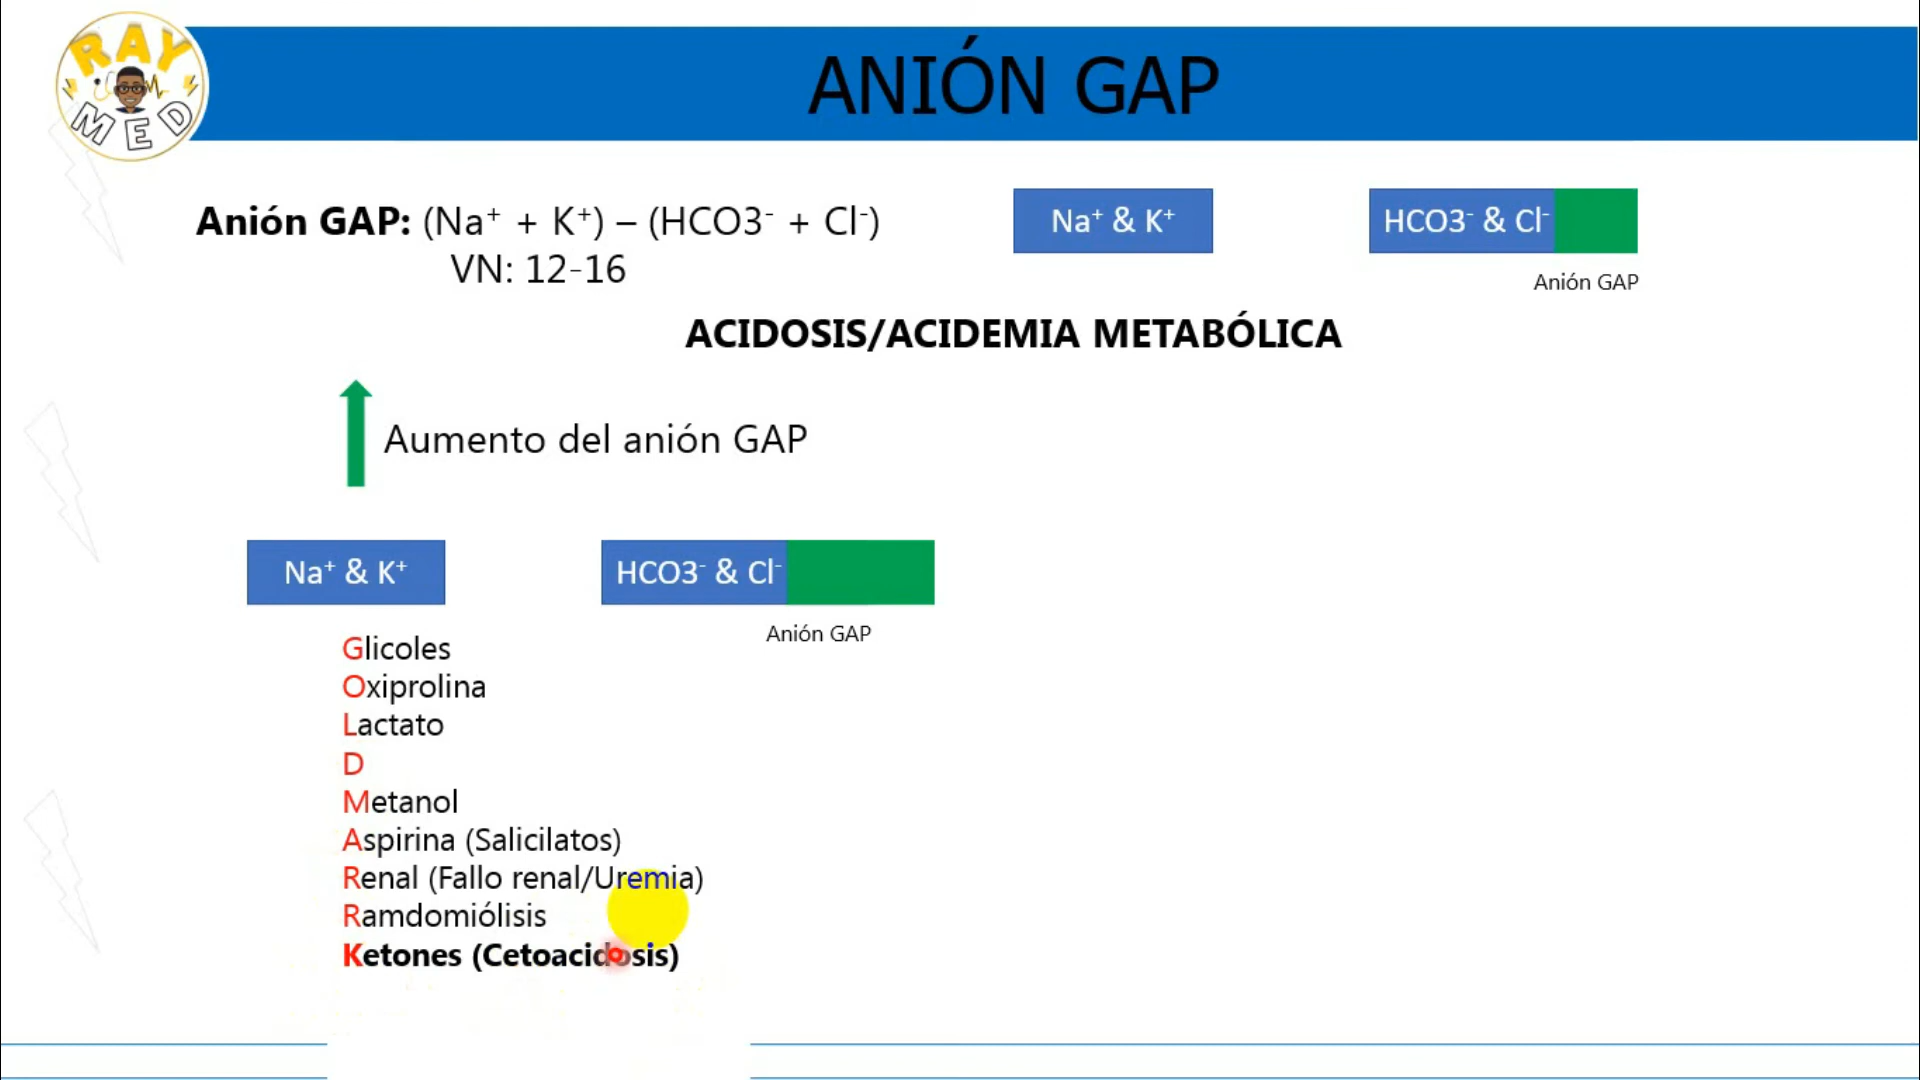 RAY
MED
ANIÓN GAP
Anión GAP: (Na⁺ + K⁺) – (HCO3⁻ + Cl⁻)
VN: 12-16
Na⁺ & K⁺
HCO3⁻ & Cl⁻
Anión GAP
ACIDOSIS/ACIDEMIA METABÓLICA
Aumento del anión GAP
Na⁺ & K⁺
HCO3⁻ & Cl⁻
Anión GAP
Glicoles
Oxiprolina
Lactato
D
Metanol
Aspirina (Salicilatos)
Renal (Fallo renal/Uremia)
Ramdomiólisis
Ketones (Cetoacidosis)